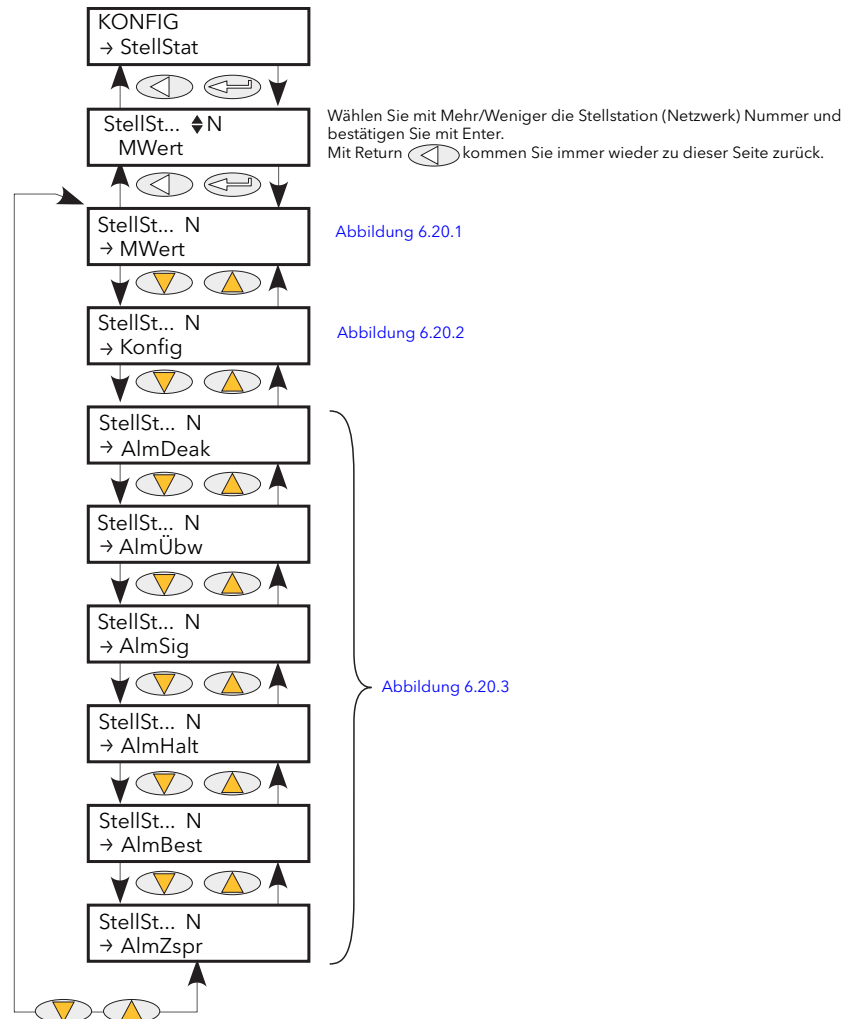 KONFIG
→ StellStat
StellSt... ♦N
MWert
Wählen Sie mit Mehr/Weniger die Stellstation (Netzwerk) Nummer und
bestätigen Sie mit Enter.
Mit Return kommen Sie immer wieder zu dieser Seite zurück.
StellSt... N
→ MWert
Abbildung 6.20.1
StellSt... N
→ Konfig
Abbildung 6.20.2
StellSt... N
→ AlmDeak
StellSt... N
→ AlmÜbw
StellSt... N
→ AlmSig
Abbildung 6.20.3
StellSt... N
→ AlmHalt
StellSt... N
→ AlmBest
StellSt... N
→ AlmZspr